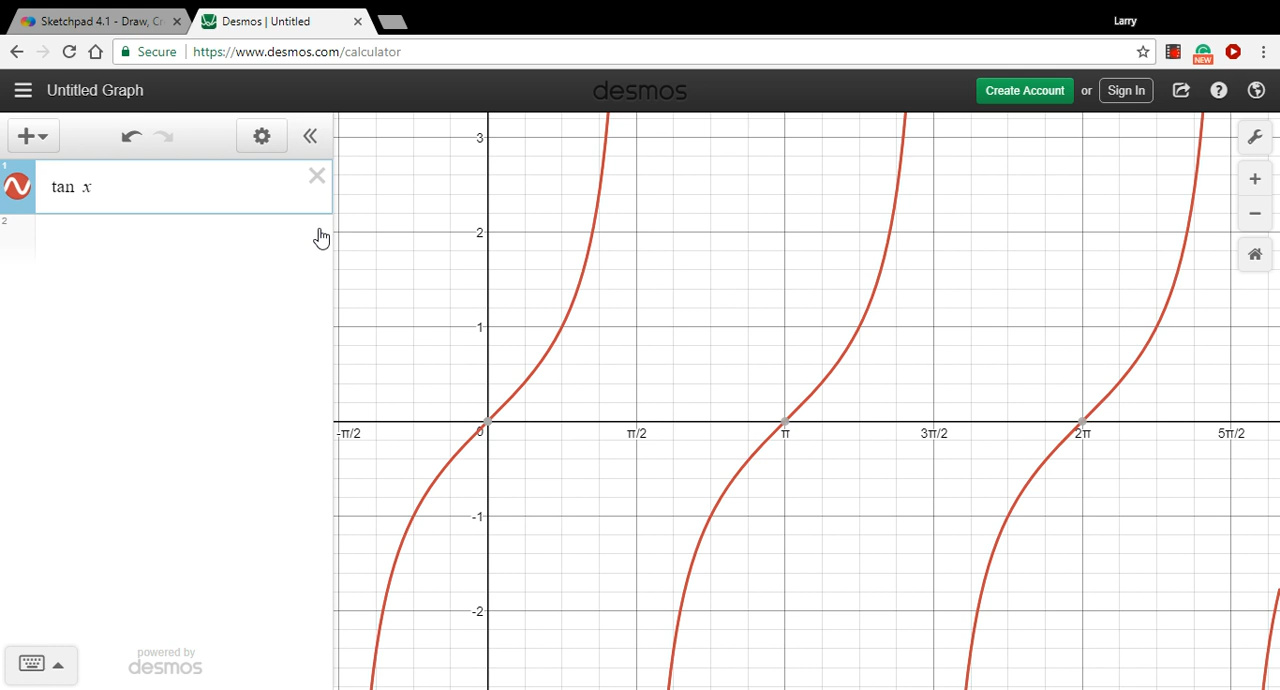 Sketchpad 4.1 - Draw, Cr
Desmos | Untitled
Larry
Secure
https://www.desmos.com/calculator
NEW
Untitled Graph
desmos
Create Account
or
Sign In
1
tan x
2
3
2
1
-π/2
0
π/2
π
3π/2
2π
5π/2
-1
-2
powered by
desmos